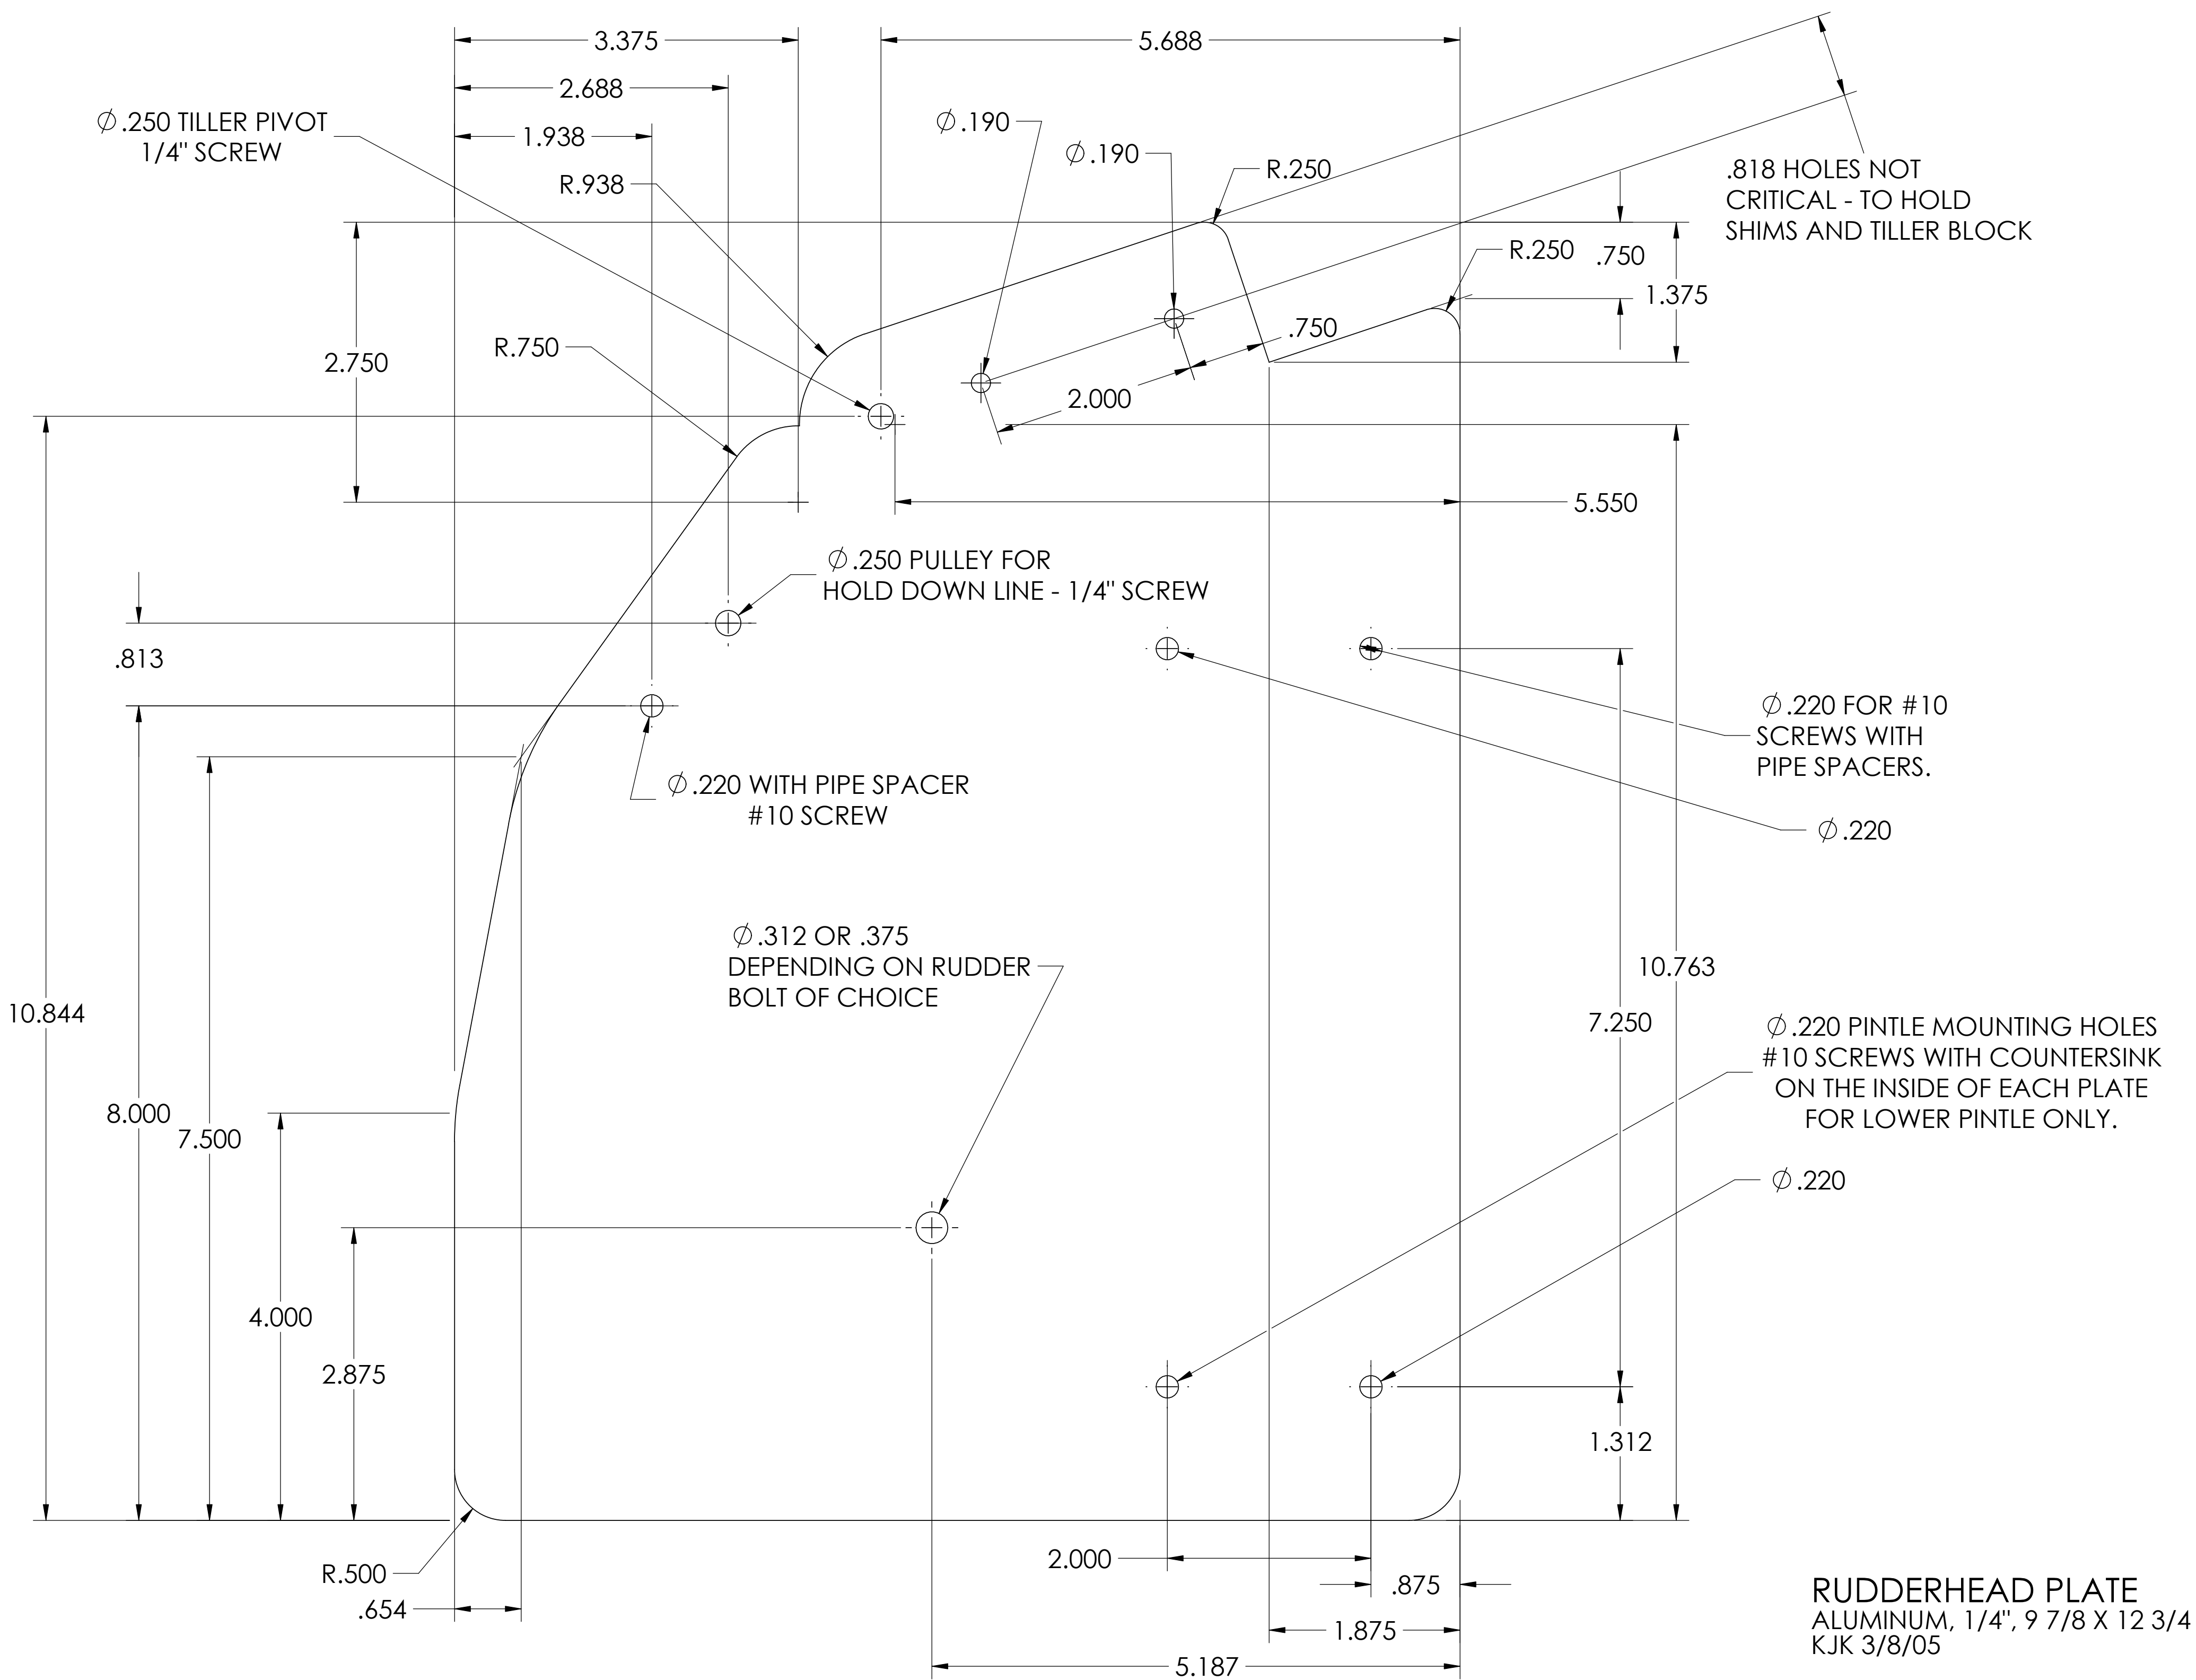 3.375
5.688
2.688
∅.250 TILLER PIVOT
1/4" SCREW
1.938
∅.190
∅.190
R.938
R.250
.818 HOLES NOT
CRITICAL - TO HOLD
SHIMS AND TILLER BLOCK
R.250
.750
1.375
2.750
R.750
.750
2.000
5.550
∅.250 PULLEY FOR
HOLD DOWN LINE - 1/4" SCREW
.813
∅.220 FOR #10
SCREWS WITH
PIPE SPACERS.
∅.220 WITH PIPE SPACER
#10 SCREW
∅.220
∅.312 OR .375
DEPENDING ON RUDDER
BOLT OF CHOICE
10.763
10.844
7.250
∅.220 PINTLE MOUNTING HOLES
#10 SCREWS WITH COUNTERSINK
ON THE INSIDE OF EACH PLATE
FOR LOWER PINTLE ONLY.
8.000
7.500
∅.220
4.000
2.875
1.312
2.000
R.500
.875
.654
1.875
5.187
RUDDERHEAD PLATE
ALUMINUM, 1/4", 9 7/8 X 12 3/4
KJK 3/8/05